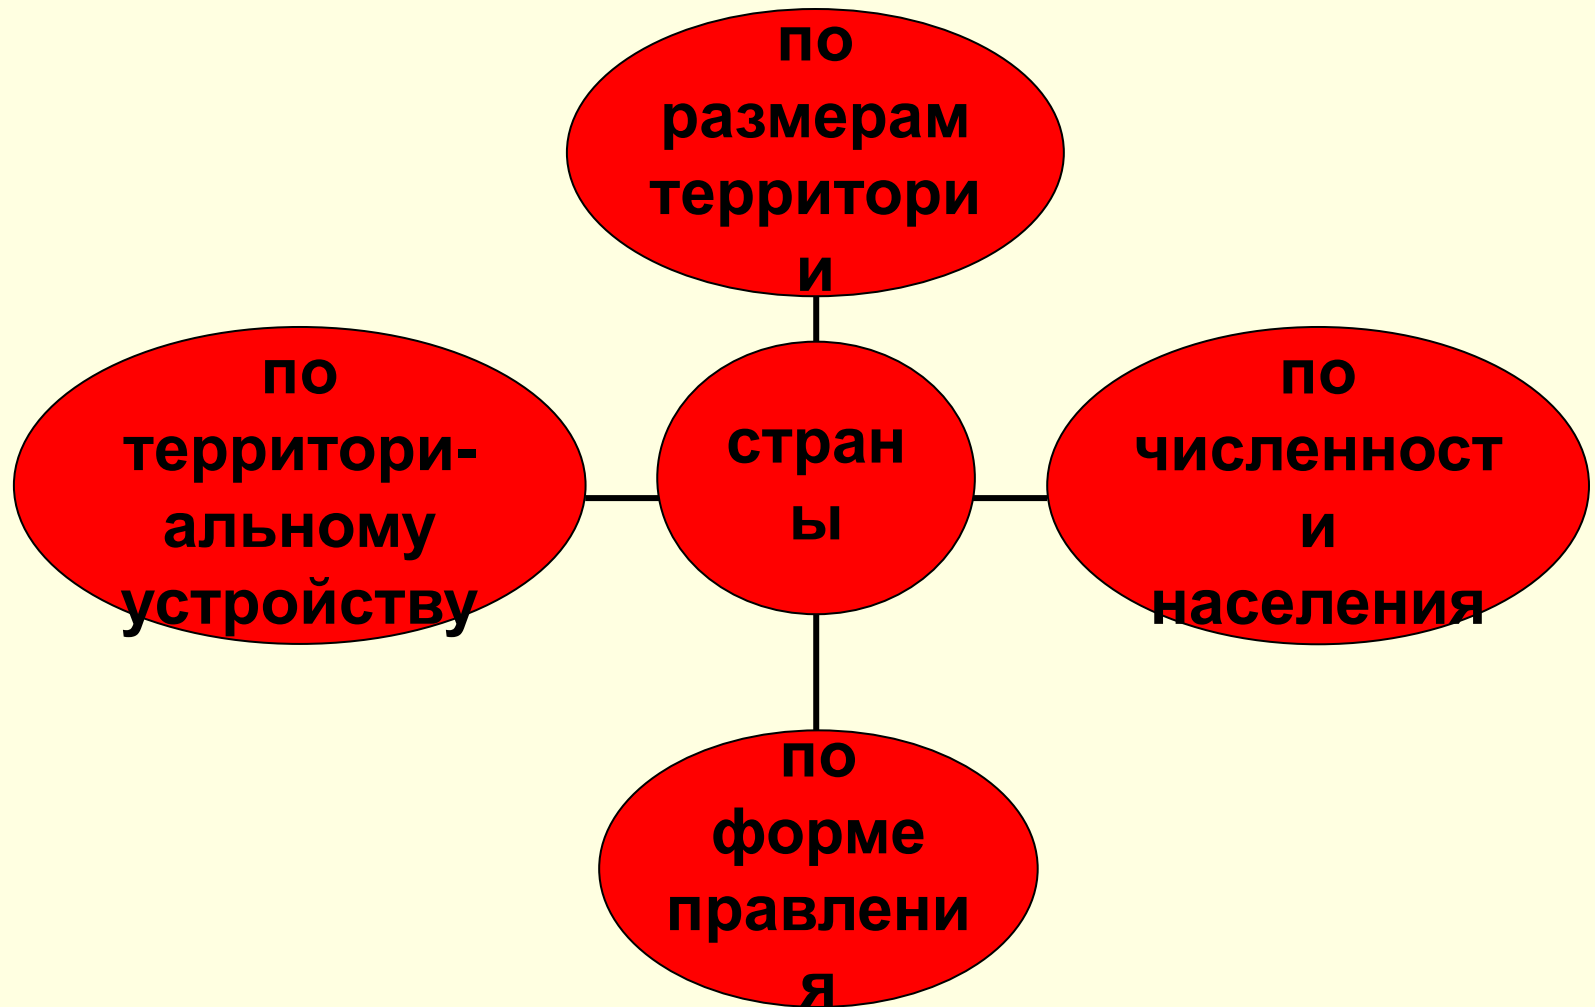 по
размерам
территори
и
по
территори-
альному
устройству
стран
ы
по
численност
и
населения
по
форме
правлени
я